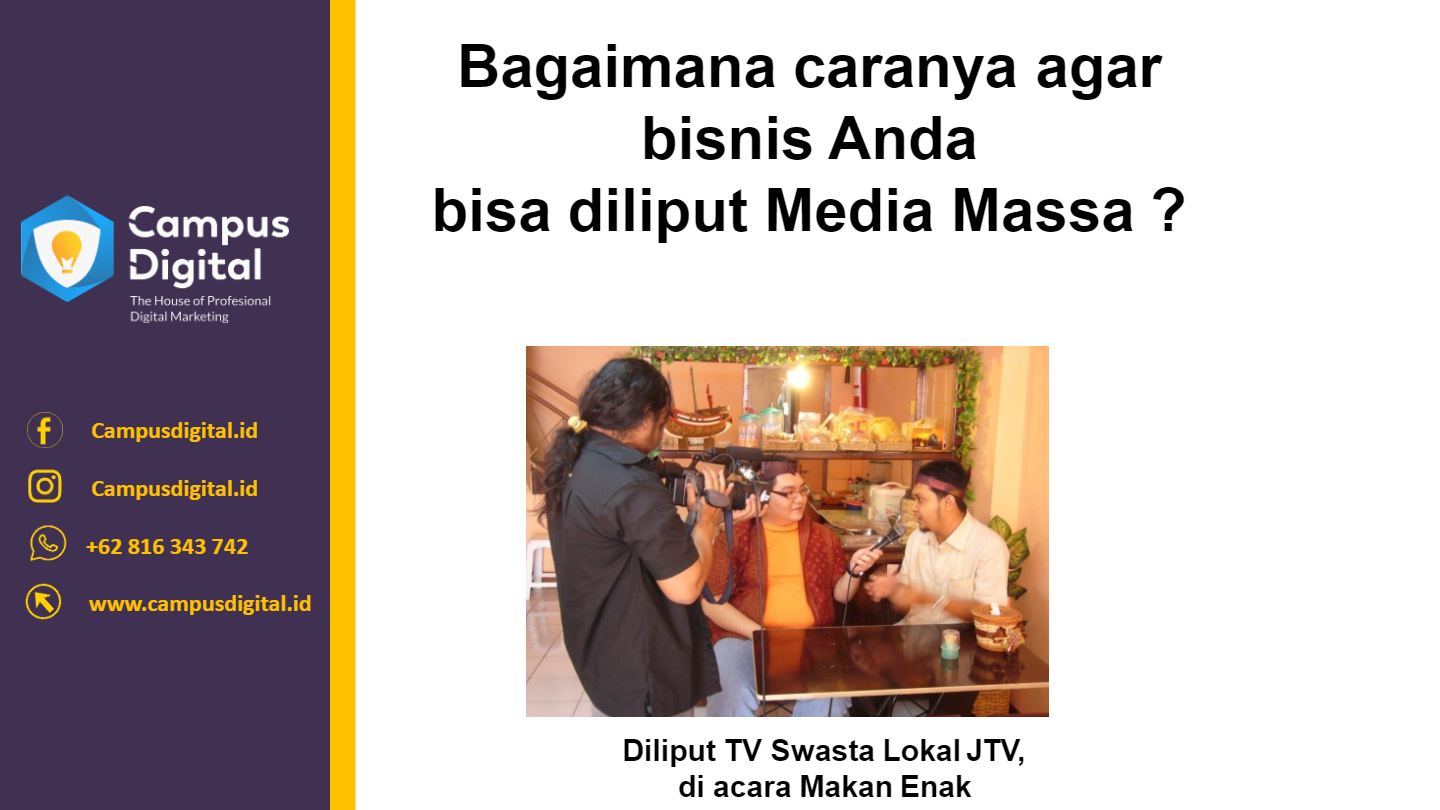 Bagaimana caranya agar
bisnis Anda
bisa diliput Media Massa ?
Campus
Digital
The House of Profesional
Digital Marketing
Campusdigital.id
Campusdigital.id
+62 816 343 742
www.campusdigital.id
Diliput TV Swasta Lokal JTV,
di acara Makan Enak